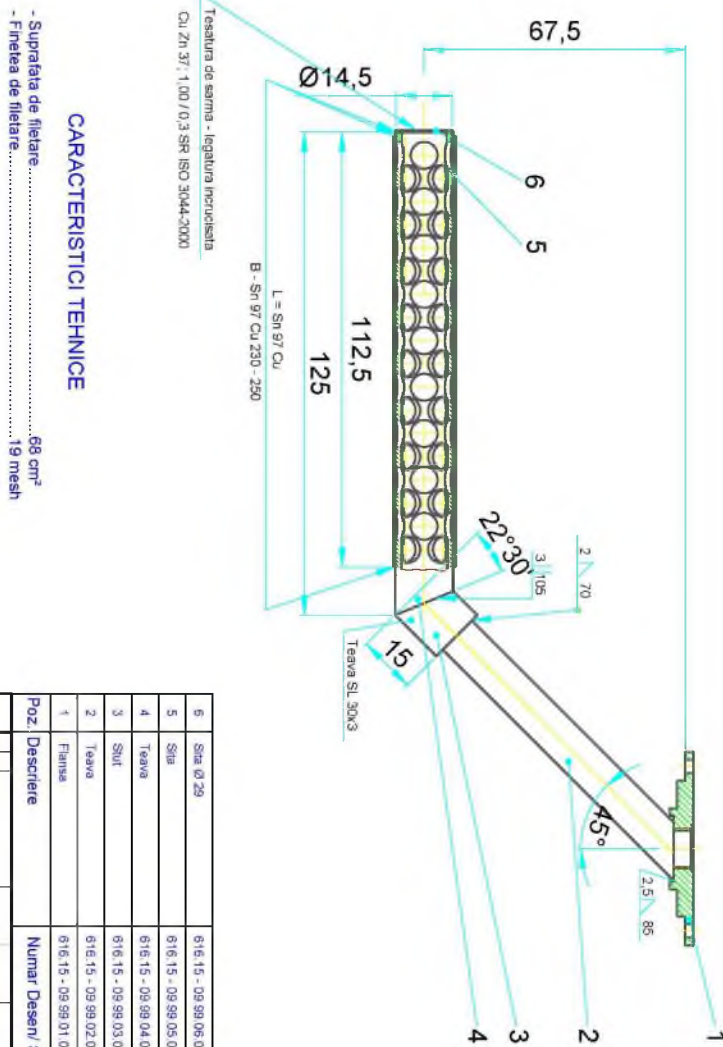 67,5
Ø14,5
6
5
112,5
125
L = Sn 97 Cu
B - Sn 97 Cu 230 - 250
Tesatura de sarma - legatura incrucisata
Cu Zn 37; 1,00 / 0,3 SR ISO 3044-2000
22°30'
3 105
2 70
15
Teava SL 30x3
45°
2,5 85
1
2
3
4
CARACTERISTICI TEHNICE
- Suprafata de filetare..............................68 cm²
- Finetea de filetare..............................19 mesh
6 Sita Ø 29 616.15 - 09.99.06.0
5 Sita 616.15 - 09.99.05.0
4 Teava 616.15 - 09.99.04.0
3 Stut 616.15 - 09.99.03.0
2 Teava 616.15 - 09.99.02.0
1 Flansa 616.15 - 09.99.01.0
Poz. Descriere Numar Desen/